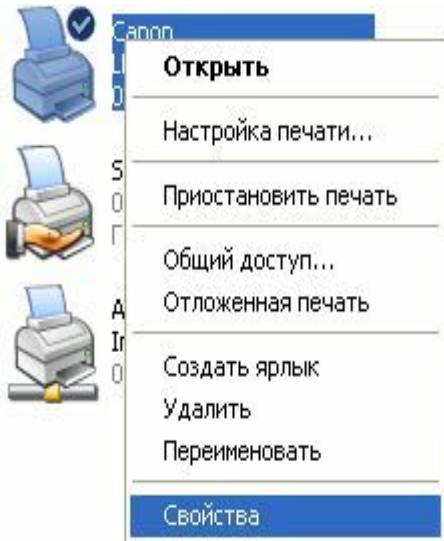 Canon
Открыть
Настройка печати...
Приостановить печать
Общий доступ...
Отложенная печать
Создать ярлык
Удалить
Переименовать
Свойства